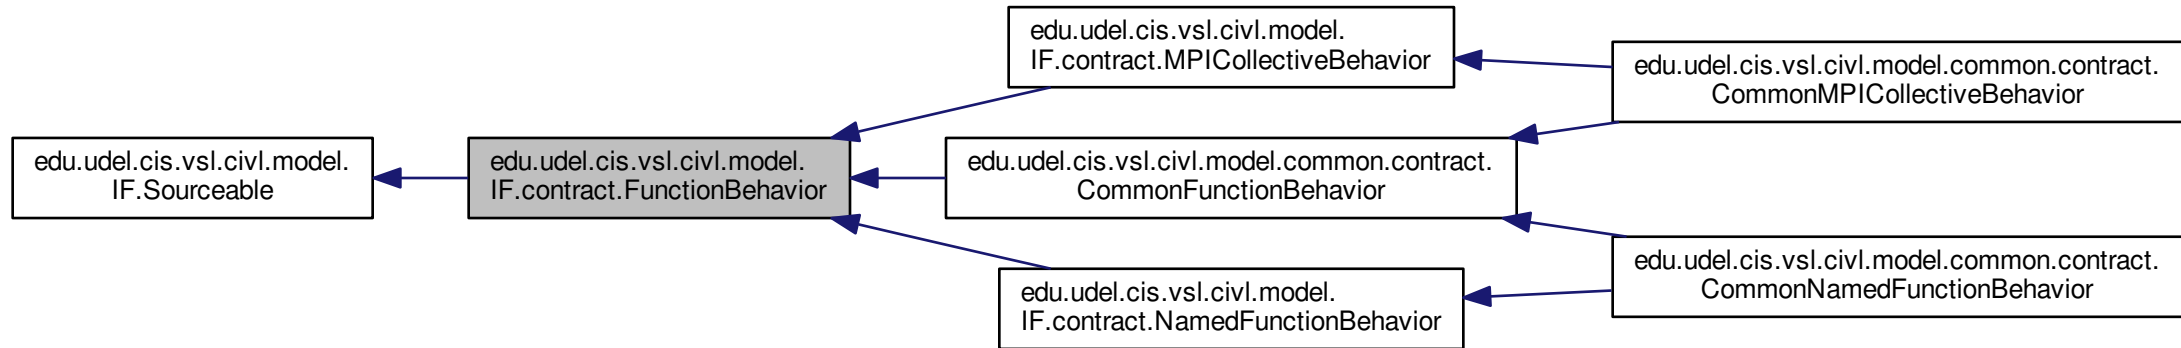 edu.udel.cis.vsl.civl.model.
IF.Sourceable
edu.udel.cis.vsl.civl.model.
IF.contract.FunctionBehavior
edu.udel.cis.vsl.civl.model.
IF.contract.MPICollectiveBehavior
edu.udel.cis.vsl.civl.model.common.contract.
CommonFunctionBehavior
edu.udel.cis.vsl.civl.model.
IF.contract.NamedFunctionBehavior
edu.udel.cis.vsl.civl.model.common.contract.
CommonMPICollectiveBehavior
edu.udel.cis.vsl.civl.model.common.contract.
CommonNamedFunctionBehavior